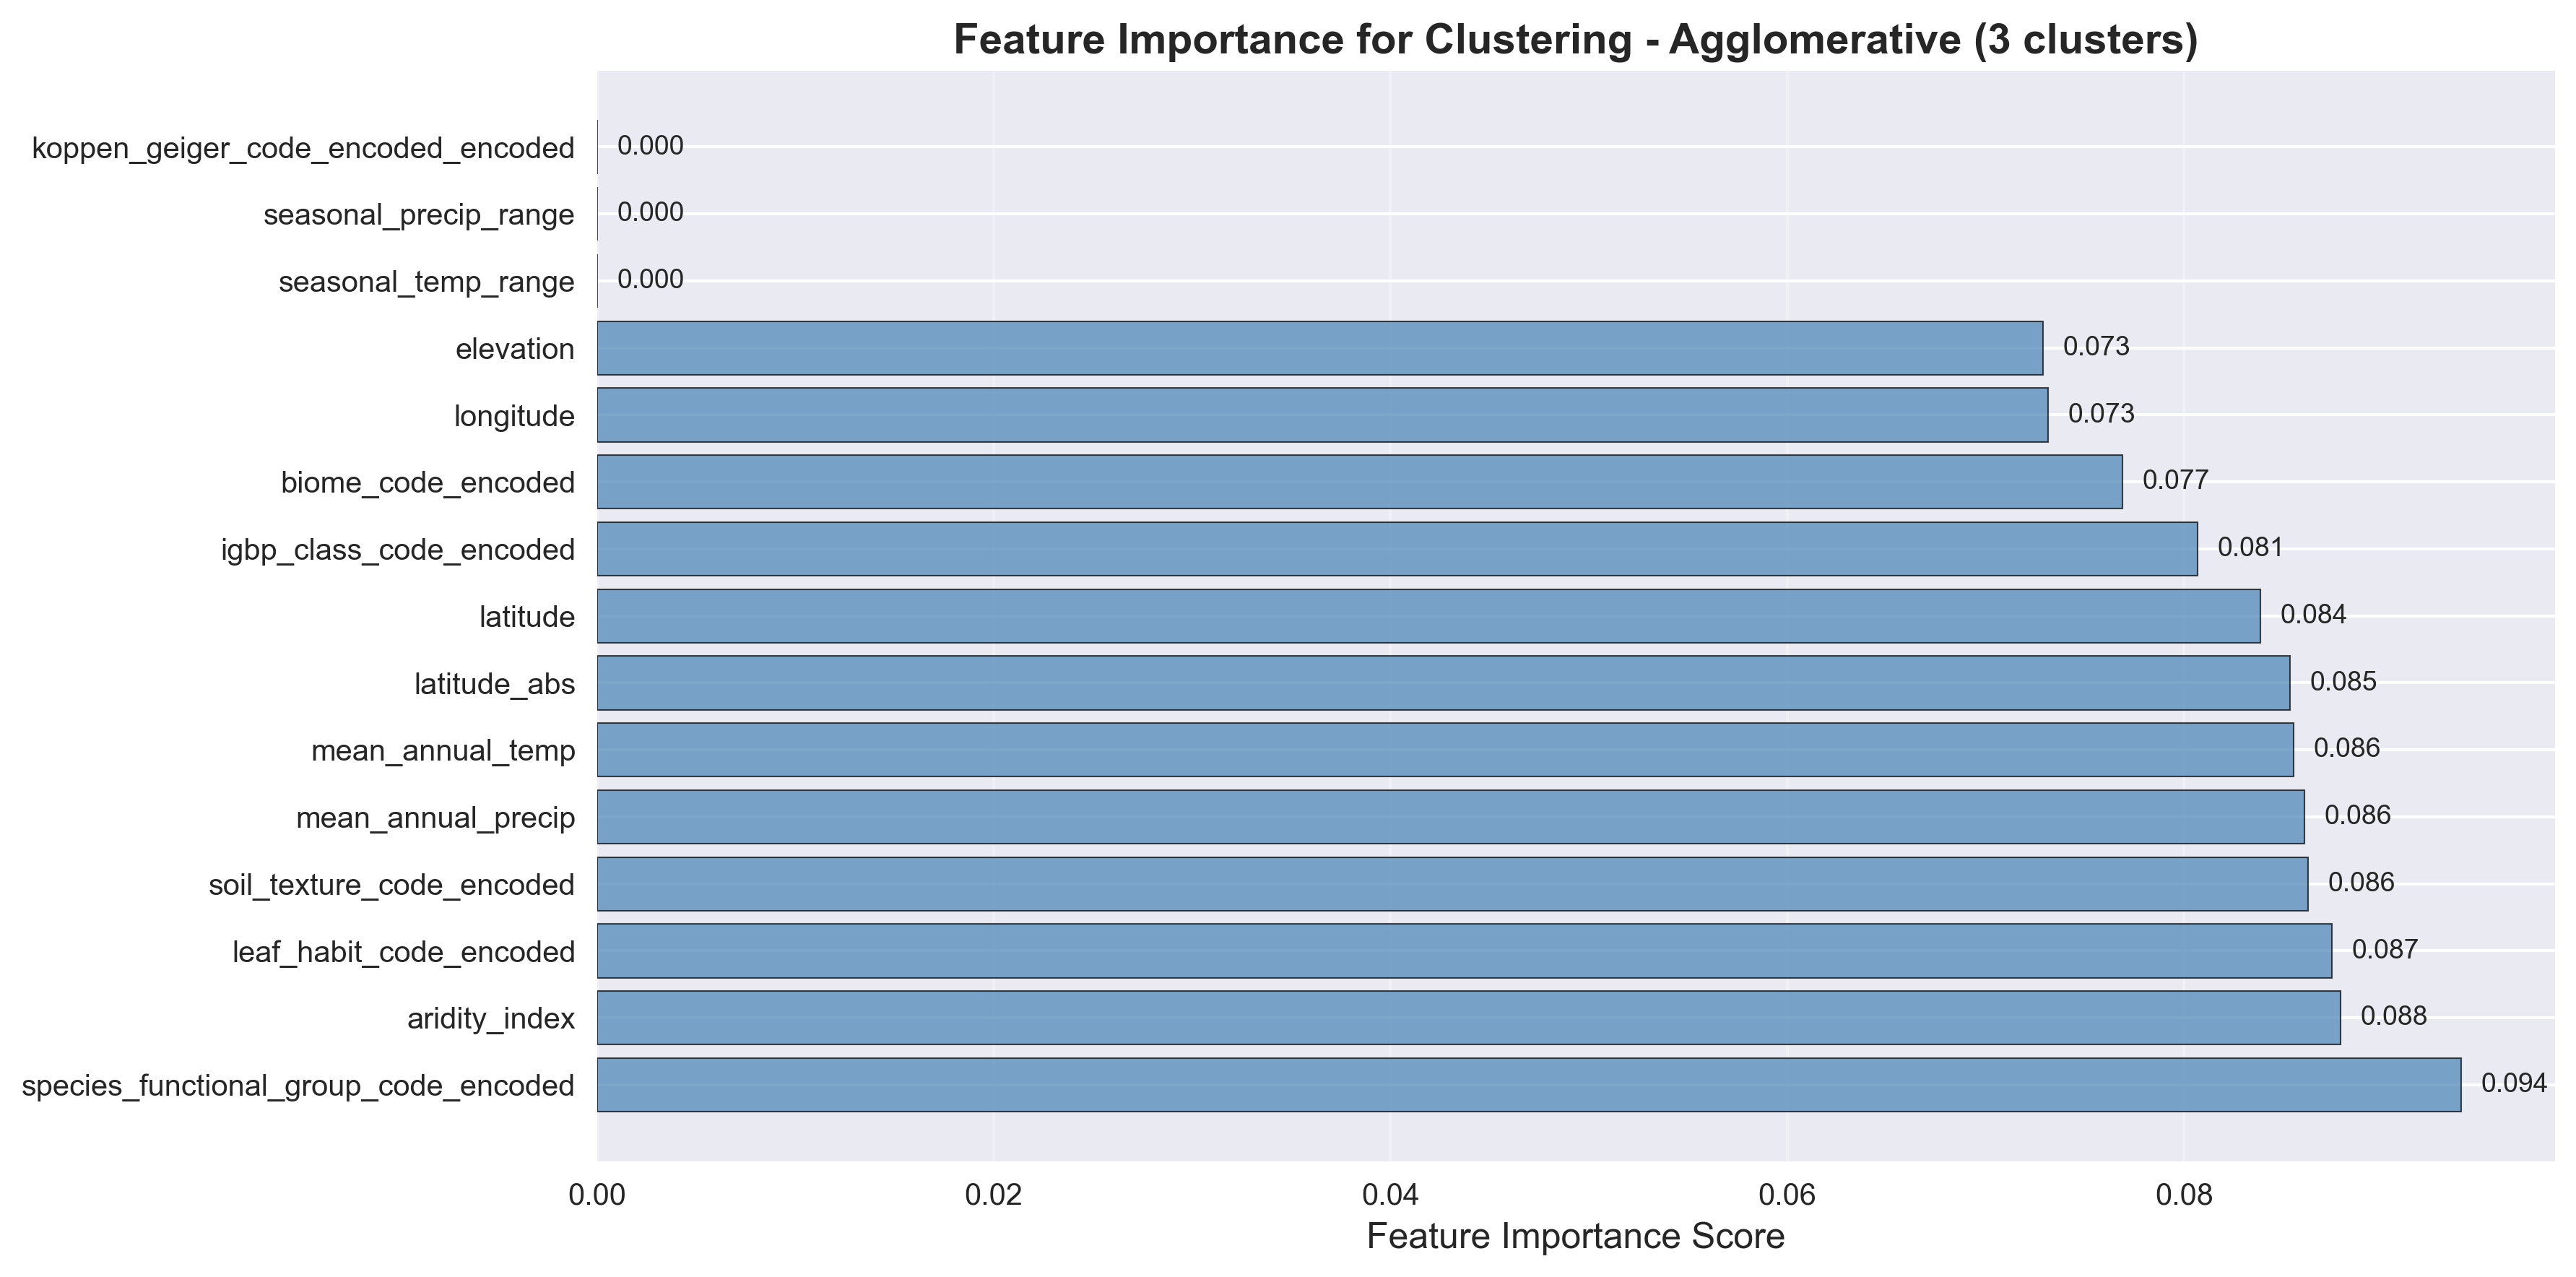 Feature Importance for Clustering - Agglomerative (3 clusters)
koppen_geiger_code_encoded_encoded 0.000
seasonal_precip_range 0.000
seasonal_temp_range 0.000
elevation 0.073
longitude 0.073
biome_code_encoded 0.077
igbp_class_code_encoded 0.081
latitude 0.084
latitude_abs 0.085
mean_annual_temp 0.086
mean_annual_precip 0.086
soil_texture_code_encoded 0.086
leaf_habit_code_encoded 0.087
aridity_index 0.088
species_functional_group_code_encoded 0.094
0.00 0.02 0.04 0.06 0.08
Feature Importance Score